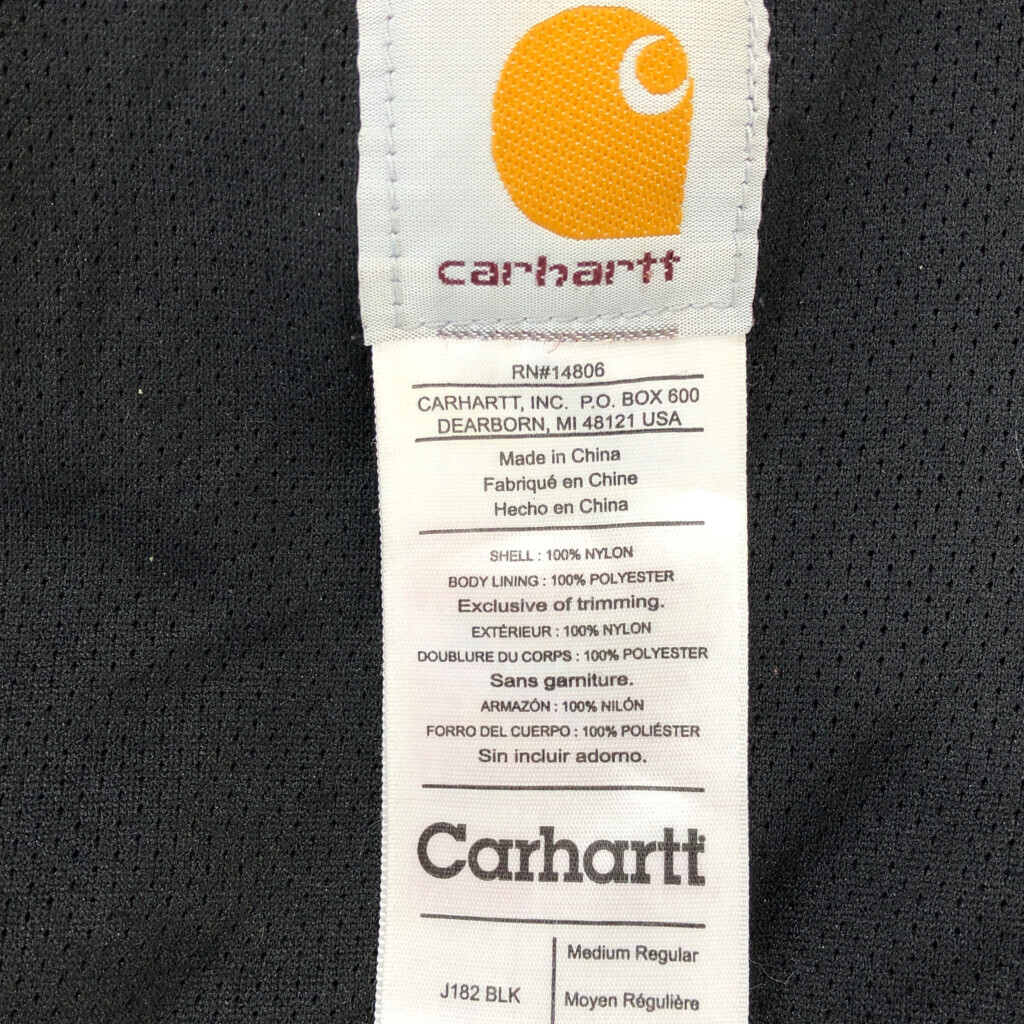 carhartt
RN#14806
CARHARTT, INC. P.O. BOX 600
DEARBORN, MI 48121 USA
Made in China
Fabriqué en Chine
Hecho en China
SHELL : 100% NYLON
BODY LINING : 100% POLYESTER
Exclusive of trimming.
EXTÉRIEUR : 100% NYLON
DOUBLURE DU CORPS : 100% POLYESTER
Sans garniture.
ARMAZÓN : 100% NILÓN
FORRO DEL CUERPO : 100% POLIÉSTER
Sin incluir adorno.
Carhartt
J182 BLK
Medium Regular
Moyen Régulière